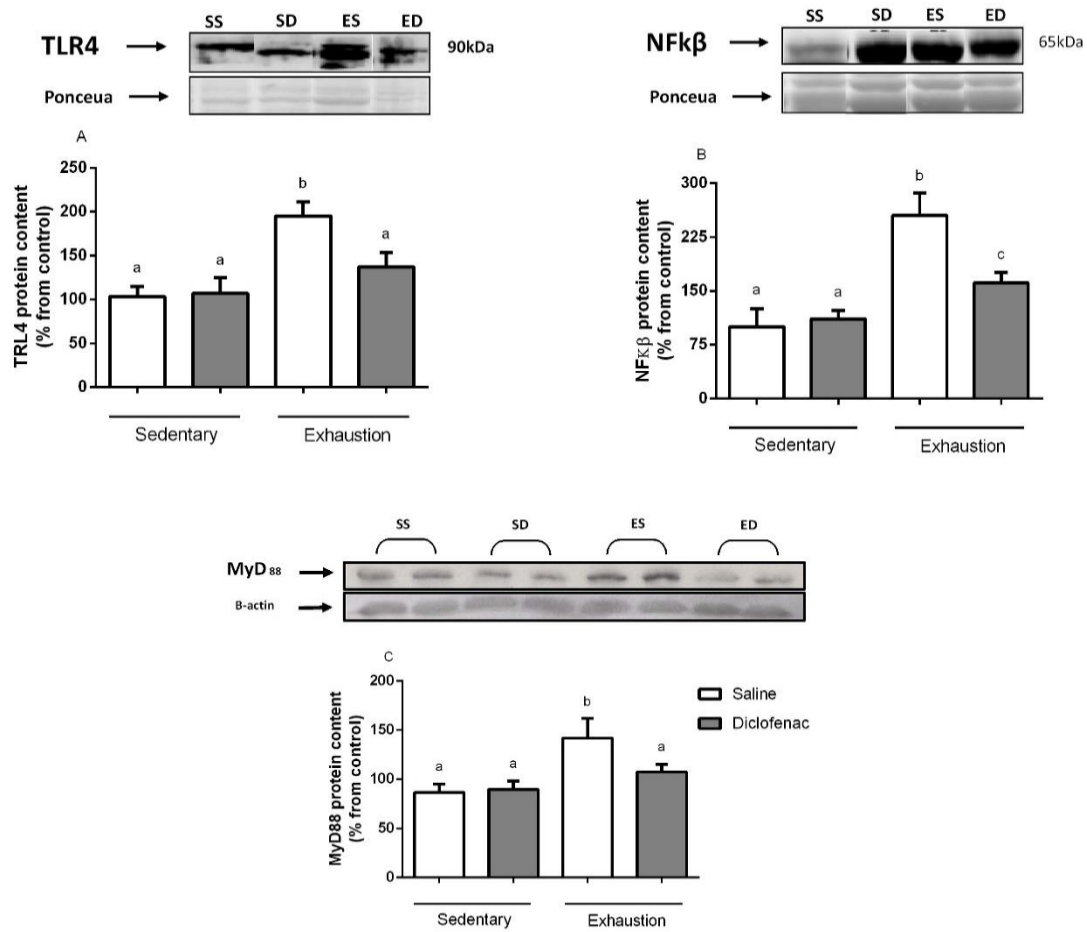 SS SD ES ED
TLR4
90kDa
Ponceua
A
250
200
150
100
50
0
TRL4 protein content
(% from control)
a
a
b
a
Sedentary
Exhaustion
SS SD ES ED
NFkβ
65kDa
Ponceua
B
300
225
150
75
0
NFκβ protein content
(% from control)
a
a
b
c
Sedentary
Exhaustion
SS SD ES ED
MyD 88
B-actin
C
200
150
100
50
0
MyD88 protein content
(% from control)
a
a
b
a
Saline
Diclofenac
Sedentary
Exhaustion